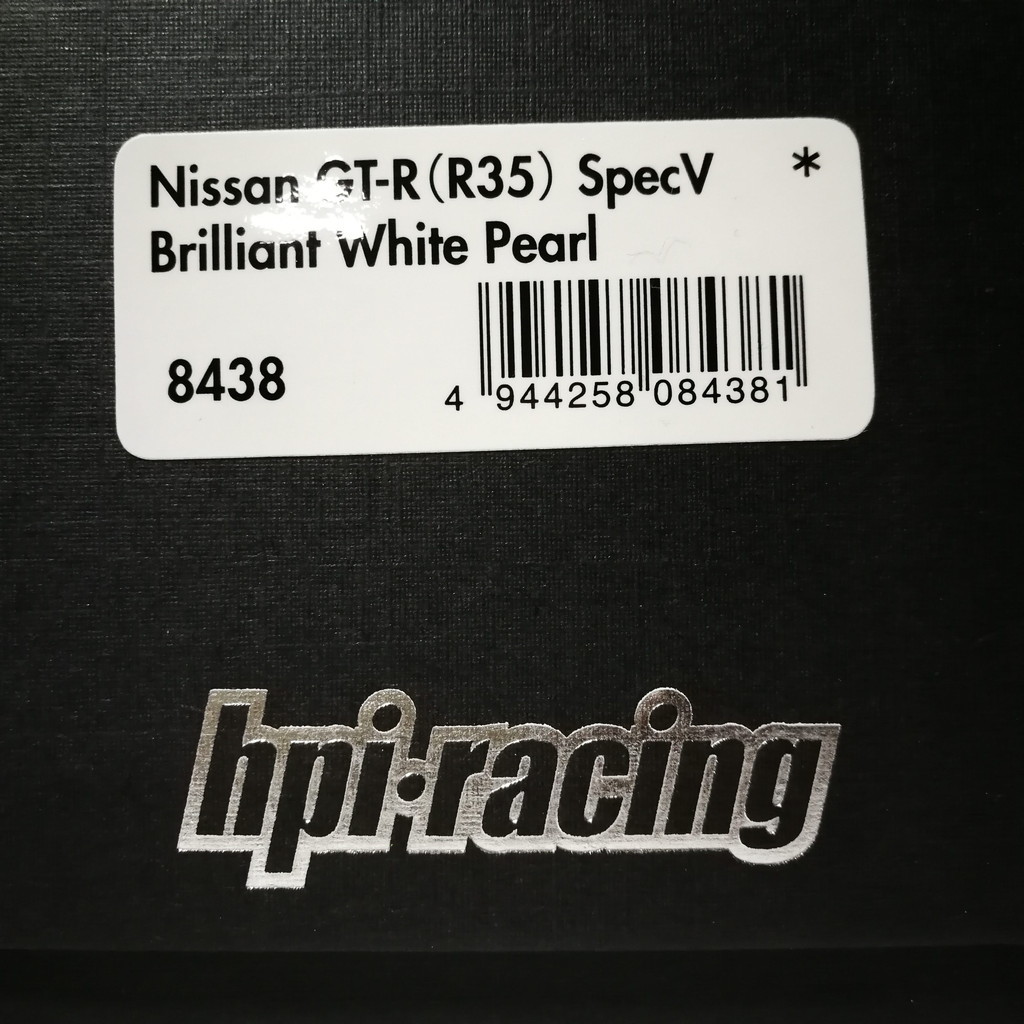 Nissan GT-R（R35） SpecV *
Brilliant White Pearl
8438
4 944258 084381
hpi·racing